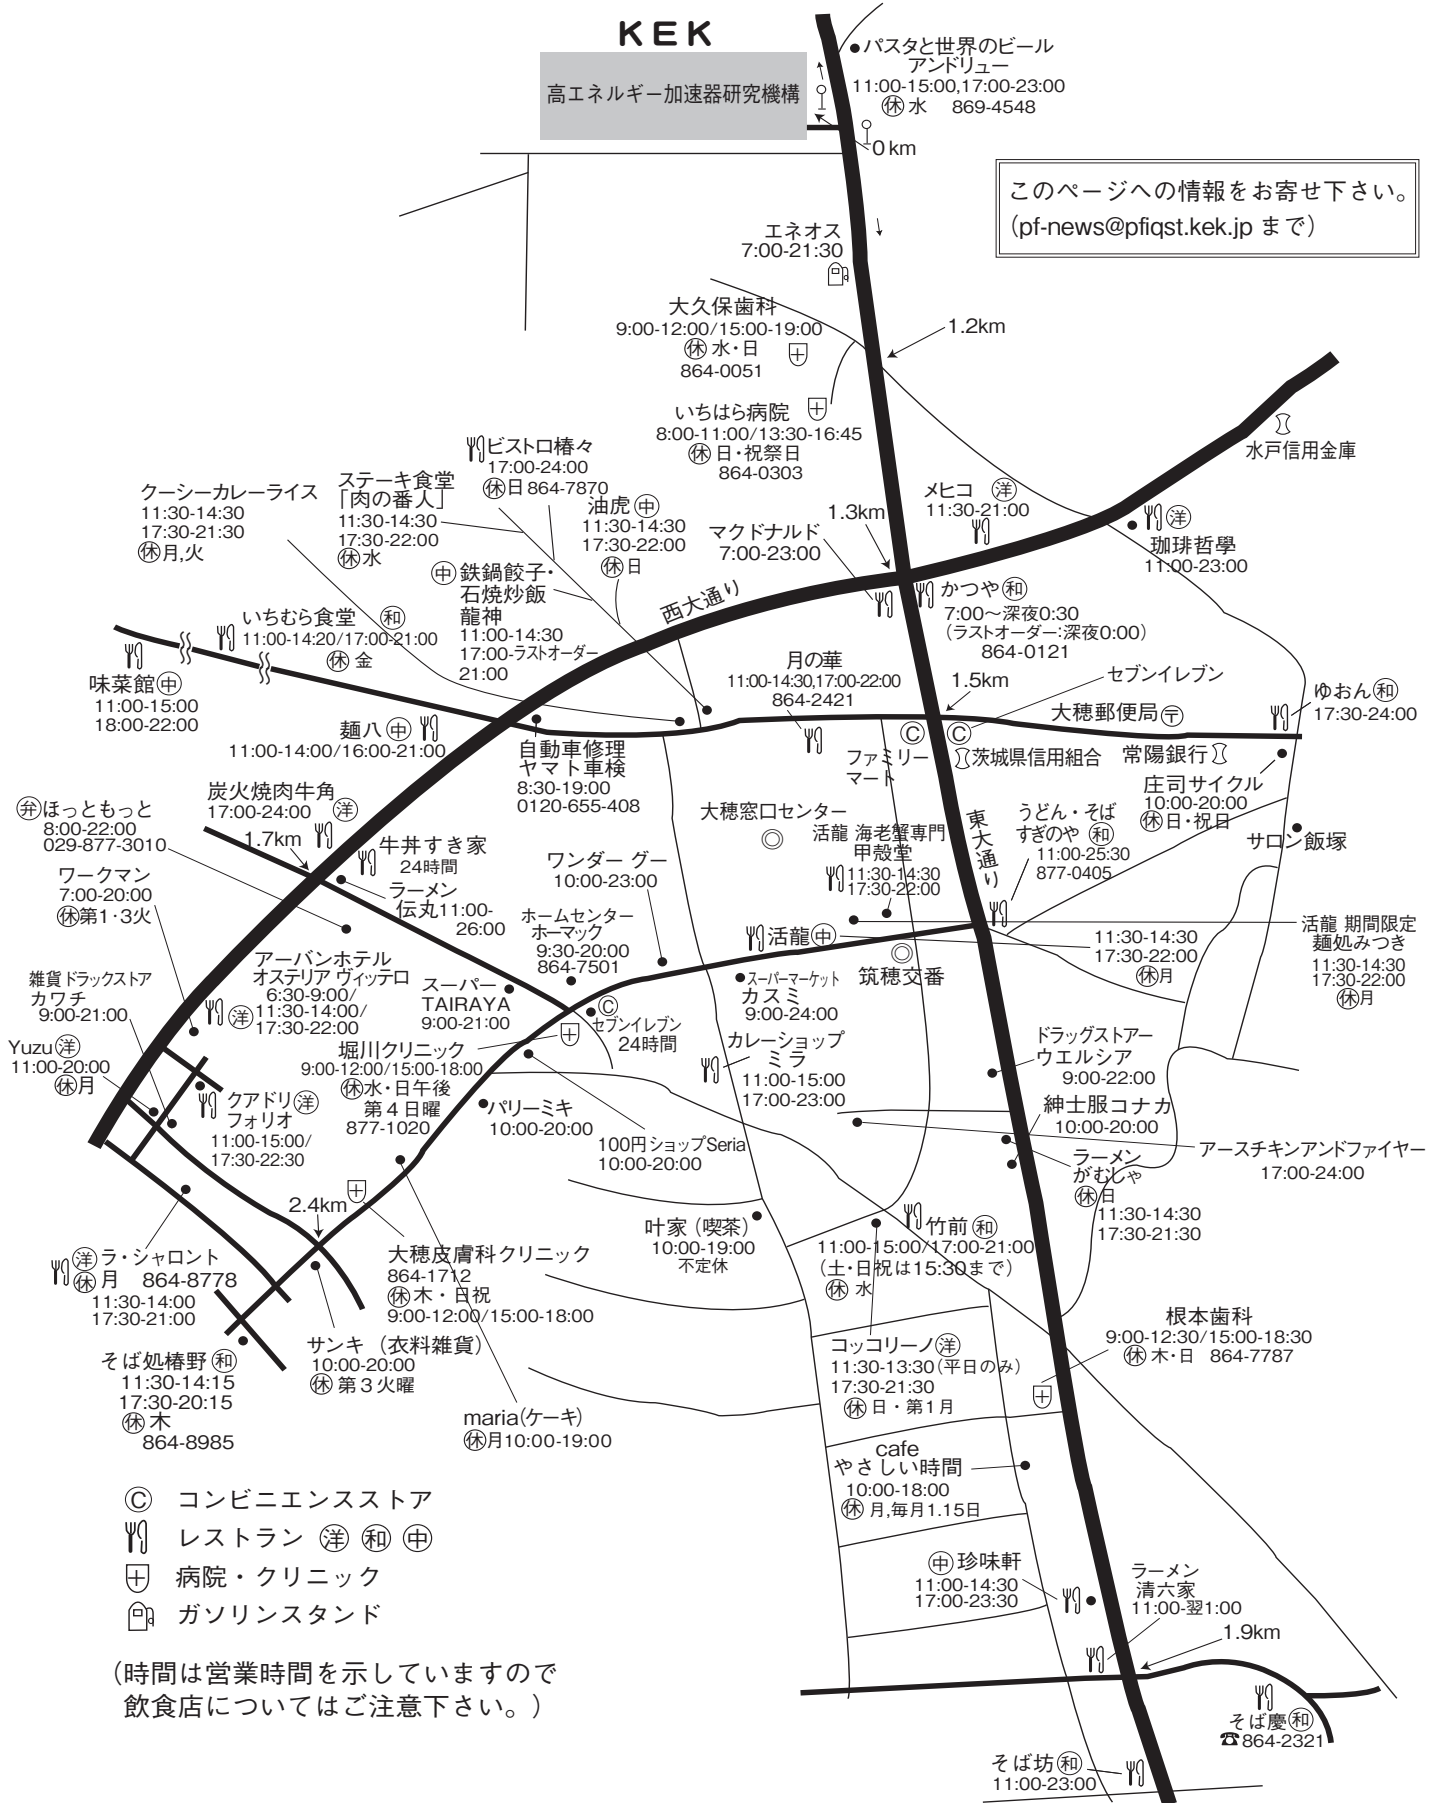 KEK
高エネルギー加速器研究機構
パスタと世界のビール
アンドリュー
11:00-15:00,17:00-23:00
㊡水 869-4548
0 km
このページへの情報をお寄せ下さい。
(pf-news@pfiqst.kek.jp まで)
エネオス
7:00-21:30
大久保歯科
9:00-12:00/15:00-19:00
㊡水・日
864-0051
1.2km
いちはら病院
8:00-11:00/13:30-16:45
㊡日・祝祭日
864-0303
水戸信用金庫
ビストロ椿々
17:00-24:00
㊡日 864-7870
ステーキ食堂
「肉の番人」
11:30-14:30
17:30-22:00
㊡水
クーシーカレーライス
11:30-14:30
17:30-21:30
㊡月,火
油虎㊥
11:30-14:30
17:30-22:00
㊡日
メヒコ 洋
11:30-21:00
1.3km
マクドナルド
7:00-23:00
洋
珈琲哲學
11:00-23:00
㊥鉄鍋餃子・
石焼炒飯
龍神
11:00-14:30
17:00-ラストオーダー
21:00
西大通り
かつや 和
7:00～深夜0:30
(ラストオーダー:深夜0:00)
864-0121
いちむら食堂 和
11:00-14:20/17:00-21:00
㊡金
味菜館㊥
11:00-15:00
18:00-22:00
月の華
11:00-14:30,17:00-22:00
864-2421
1.5km
セブンイレブン
ゆおん 和
17:30-24:00
大穂郵便局〒
麺八㊥
11:00-14:00/16:00-21:00
自動車修理
ヤマト車検
8:30-19:00
0120-655-408
Ⓒ
Ⓒ
ファミリー
マート
茨城県信用組合
常陽銀行
庄司サイクル
10:00-20:00
㊡日・祝日
炭火焼肉牛角
17:00-24:00 洋
弁ほっともっと
8:00-22:00
029-877-3010
1.7km
大穂窓口センター
◎
活龍 海老蟹専門
甲殻堂
11:30-14:30
17:30-22:00
東大通り
うどん・そば
すぎのや 和
11:00-25:30
877-0405
サロン飯塚
牛丼すき家
24時間
ワークマン
7:00-20:00
㊡第1・3火
ラーメン
伝丸11:00-
26:00
ワンダー グー
10:00-23:00
ホームセンター
ホーマック
9:30-20:00
864-7501
活龍㊥
◎
筑穂交番
11:30-14:30
17:30-22:00
㊡月
活龍 期間限定
麺処みつき
11:30-14:30
17:30-22:00
㊡月
アーバンホテル
オステリア ヴィッテロ
6:30-9:00/
洋 11:30-14:00/
17:30-22:00
雑貨 ドラックストア
カワチ
9:00-21:00
スーパー
TAIRAYA
9:00-21:00
スーパーマーケット
カスミ
9:00-24:00
Ⓒ
セブンイレブン
24時間
Yuzu 洋
11:00-20:00
㊡月
堀川クリニック
9:00-12:00/15:00-18:00
㊡水・日午後
第4日曜
877-1020
カレーショップ
ミラ
11:00-15:00
17:00-23:00
ドラッグストアー
ウエルシア
9:00-22:00
クアドリ 洋
フォリオ
11:00-15:00/
17:30-22:30
パリーミキ
10:00-20:00
紳士服コナカ
10:00-20:00
100円ショップSeria
10:00-20:00
アースチキンアンドファイヤー
17:00-24:00
ラーメン
がむしゃ
㊡日
11:30-14:30
17:30-21:30
2.4km
叶家(喫茶)
10:00-19:00
不定休
竹前 和
11:00-15:00/17:00-21:00
(土・日祝は15:30まで)
㊡水
洋 ラ・シャロント
㊡月 864-8778
11:30-14:00
17:30-21:00
大穂皮膚科クリニック
864-1712
㊡木・日祝
9:00-12:00/15:00-18:00
根本歯科
9:00-12:30/15:00-18:30
㊡木・日 864-7787
サンキ(衣料雑貨)
10:00-20:00
㊡第3火曜
そば処椿野 和
11:30-14:15
17:30-20:15
㊡木
864-8985
コッコリーノ 洋
11:30-13:30(平日のみ)
17:30-21:30
㊡日・第1月
maria(ケーキ)
㊡月10:00-19:00
cafe
やさしい時間
10:00-18:00
㊡月,毎月1.15日
Ⓒ コンビニエンスストア
レストラン 洋 和 ㊥
病院・クリニック
ガソリンスタンド
(時間は営業時間を示していますので
飲食店についてはご注意下さい。)
㊥珍味軒
11:00-14:30
17:00-23:30
ラーメン
清六家
11:00-翌1:00
1.9km
そば慶 和
☎864-2321
そば坊 和
11:00-23:00